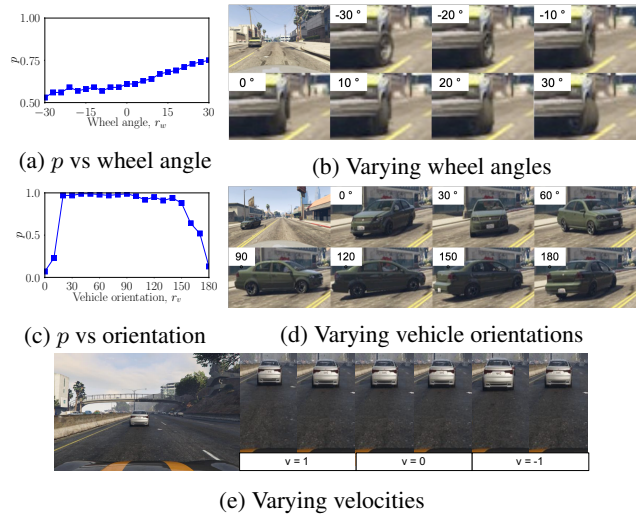 1.00
0.75
0.50
p
−30 −15 0 15 30
Wheel angle, r_w
(a) p vs wheel angle
-30 ° -20 ° -10 °
0 ° 10 ° 20 ° 30 °
(b) Varying wheel angles
1.0
0.5
0.0
p
0 30 60 90 120 150 180
Vehicle orientation, r_v
(c) p vs orientation
0 ° 30 ° 60 °
90 120 150 180 °
(d) Varying vehicle orientations
v = 1 v = 0 v = -1
(e) Varying velocities